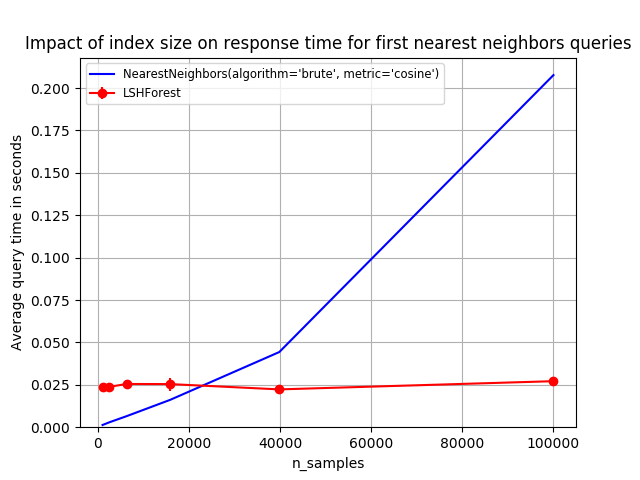 Impact of index size on response time for first nearest neighbors queries
NearestNeighbors(algorithm='brute', metric='cosine')
LSHForest
Average query time in seconds
0.200
0.175
0.150
0.125
0.100
0.075
0.050
0.025
0.000
0 20000 40000 60000 80000 100000
n_samples